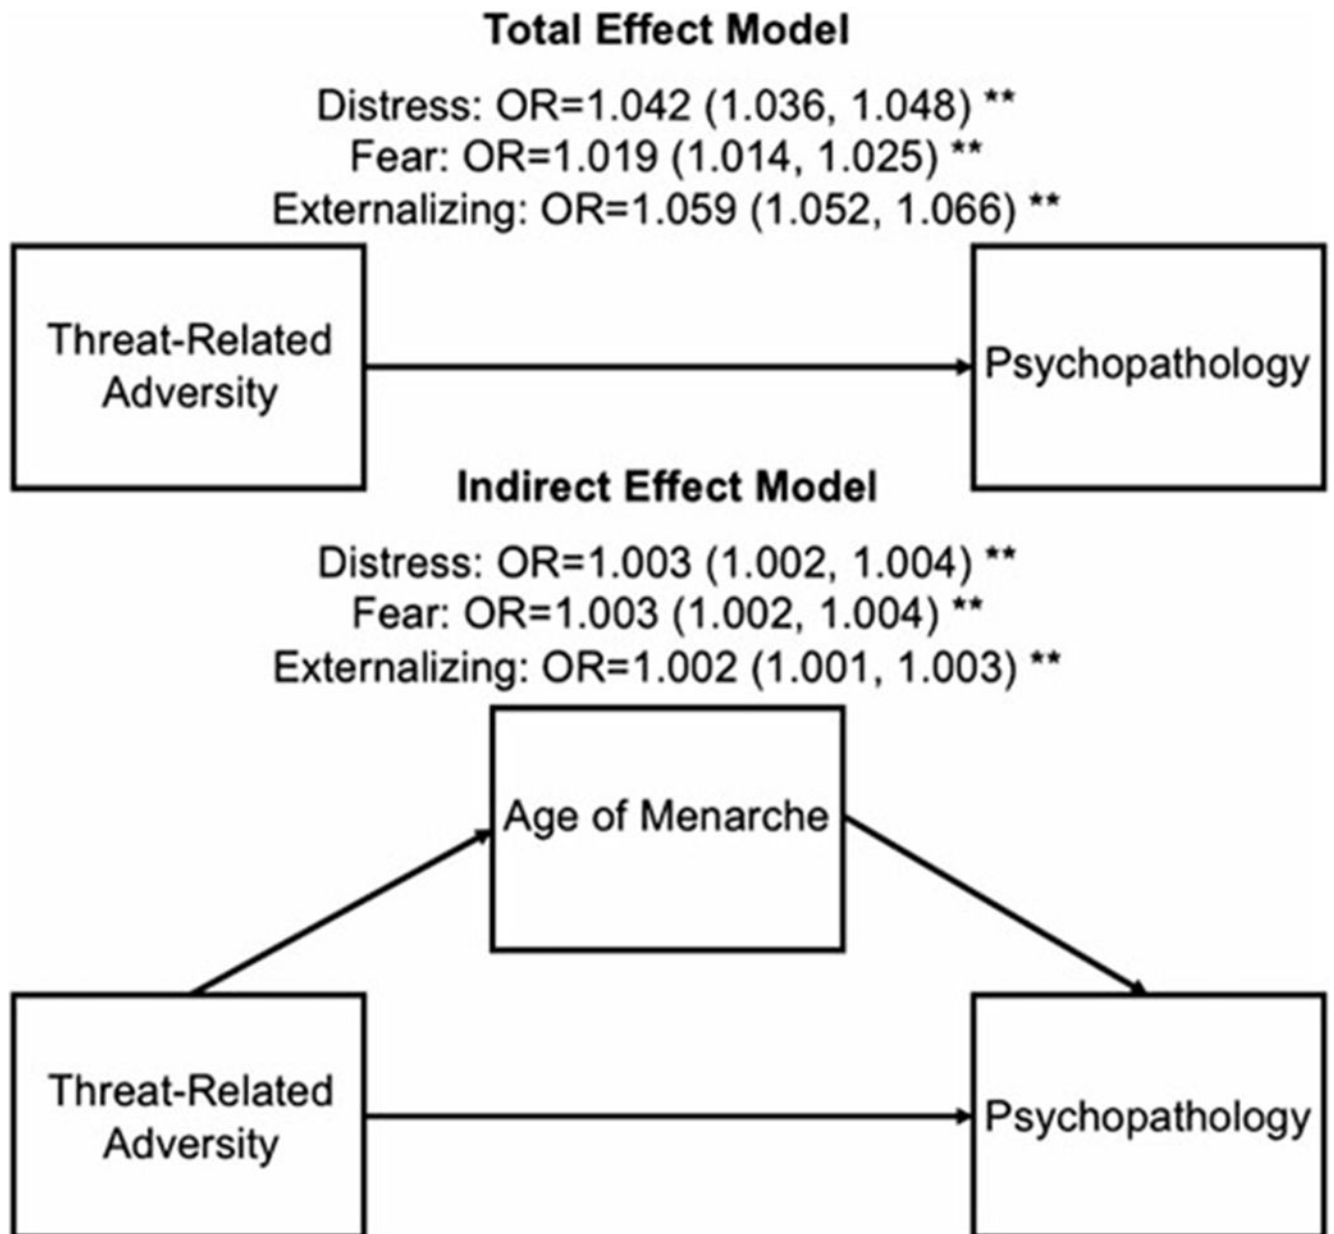 Total Effect Model
Distress: OR=1.042 (1.036, 1.048) **
Fear: OR=1.019 (1.014, 1.025) **
Externalizing: OR=1.059 (1.052, 1.066) **
Threat-Related
Adversity
Psychopathology
Indirect Effect Model
Distress: OR=1.003 (1.002, 1.004) **
Fear: OR=1.003 (1.002, 1.004) **
Externalizing: OR=1.002 (1.001, 1.003) **
Age of Menarche
Threat-Related
Adversity
Psychopathology